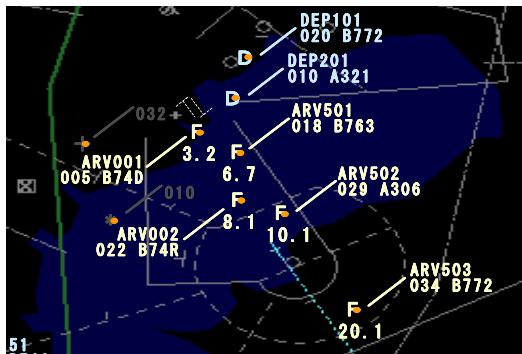 DEP101
020 B772
DEP201
010 A321
D
D
032
ARV501
018 B763
F
3.2
ARV001
005 B74D
F
6.7
010
ARV502
029 A306
F
8.1
ARV002
022 B74R
F
10.1
ARV503
034 B772
F
20.1
51